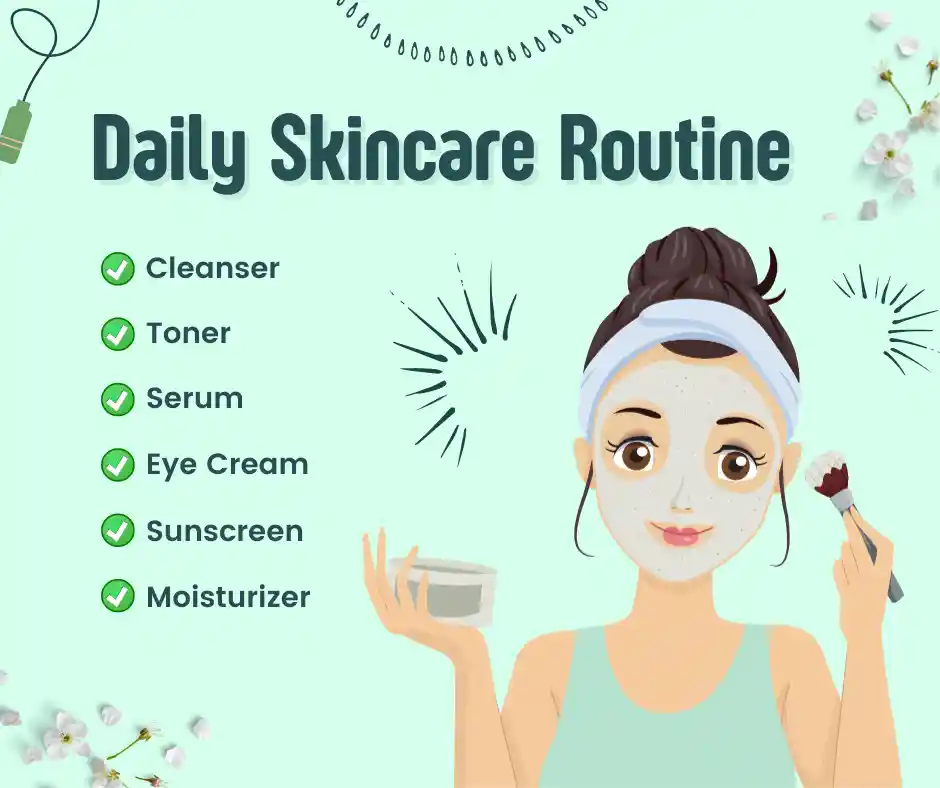 Daily Skincare Routine
Cleanser
Toner
Serum
Eye Cream
Sunscreen
Moisturizer